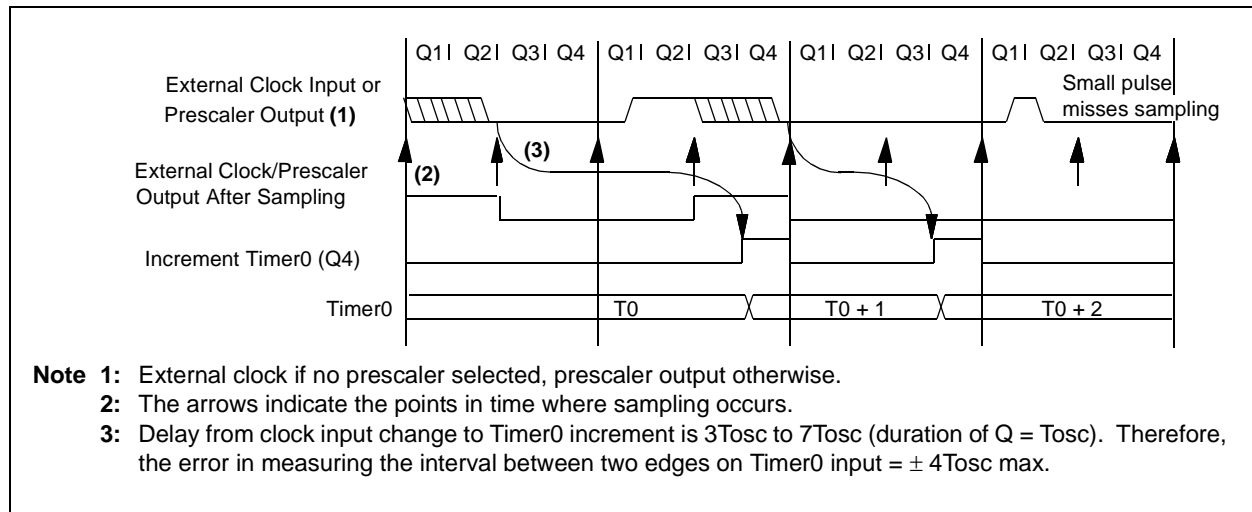 Q1| Q2| Q3| Q4 Q1| Q2| Q3| Q4 Q1| Q2| Q3| Q4 Q1| Q2| Q3| Q4
External Clock Input or
Prescaler Output (1)
Small pulse
misses sampling
(3)
External Clock/Prescaler
Output After Sampling
(2)
Increment Timer0 (Q4)
Timer0 T0 T0 + 1 T0 + 2
Note 1: External clock if no prescaler selected, prescaler output otherwise.
2: The arrows indicate the points in time where sampling occurs.
3: Delay from clock input change to Timer0 increment is 3Tosc to 7Tosc (duration of Q = Tosc). Therefore,
the error in measuring the interval between two edges on Timer0 input = ± 4Tosc max.